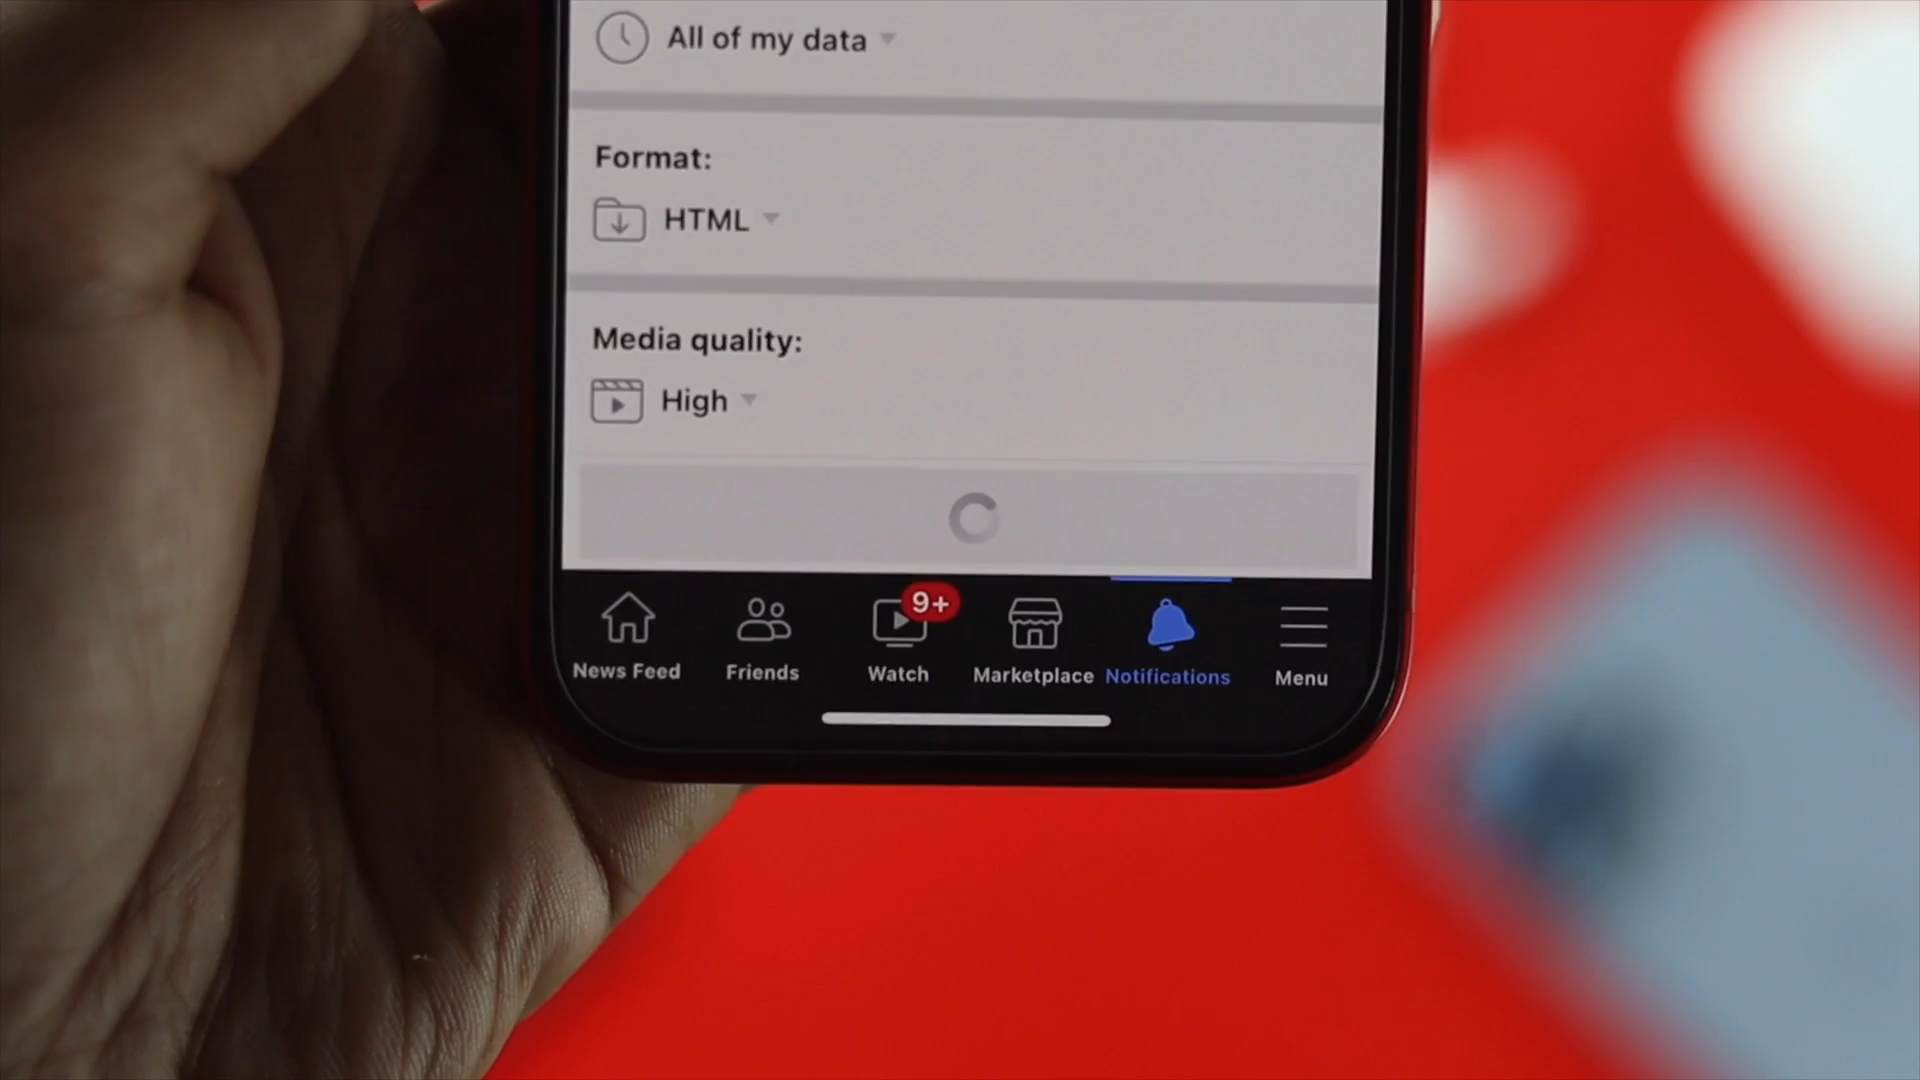 All of my data
Format:
HTML
Media quality:
High
9+
News Feed
Friends
Watch
Marketplace
Notifications
Menu